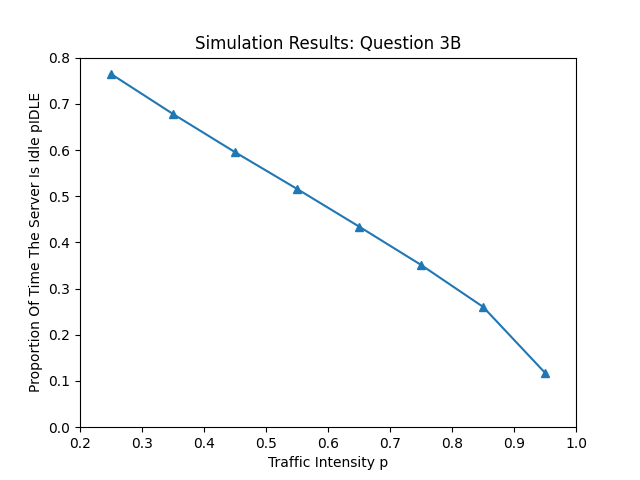 Simulation Results: Question 3B
Proportion Of Time The Server Is Idle pIDLE
0.8
0.7
0.6
0.5
0.4
0.3
0.2
0.1
0.0
0.2 0.3 0.4 0.5 0.6 0.7 0.8 0.9 1.0
Traffic Intensity p